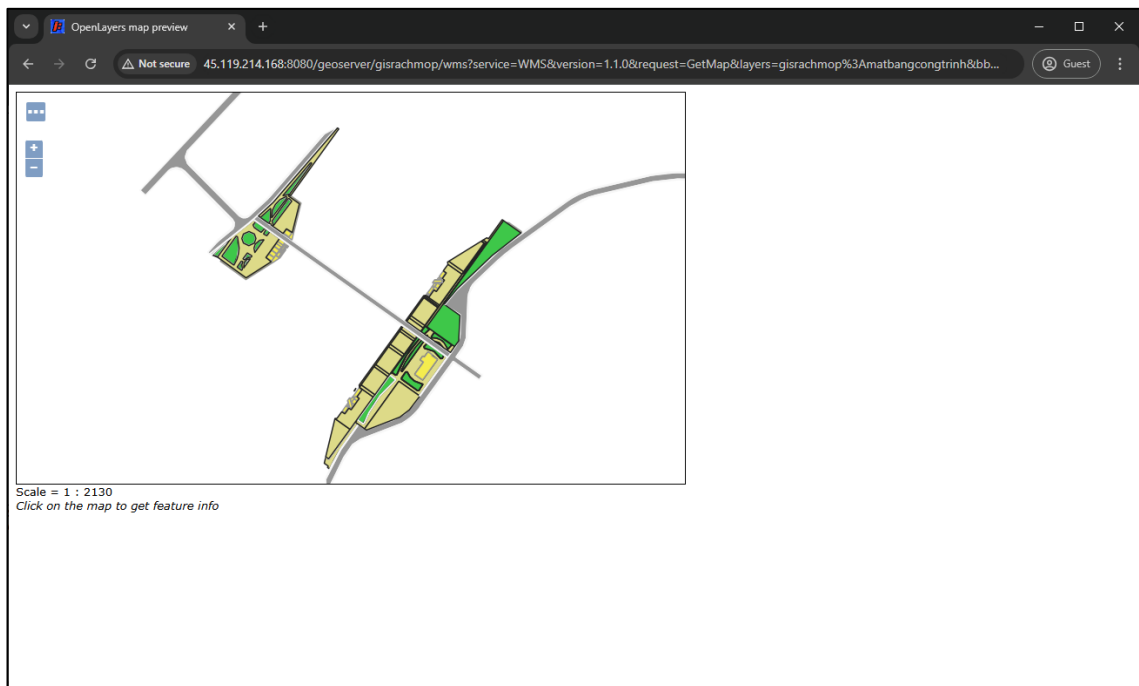 OpenLayers map preview
Not secure 45.119.214.168:8080/geoserver/gisrachmop/wms?service=WMS&version=1.1.0&request=GetMap&layers=gisrachmop%3Amatbangcongtrinh&bb... Guest
Scale = 1 : 2130
Click on the map to get feature info